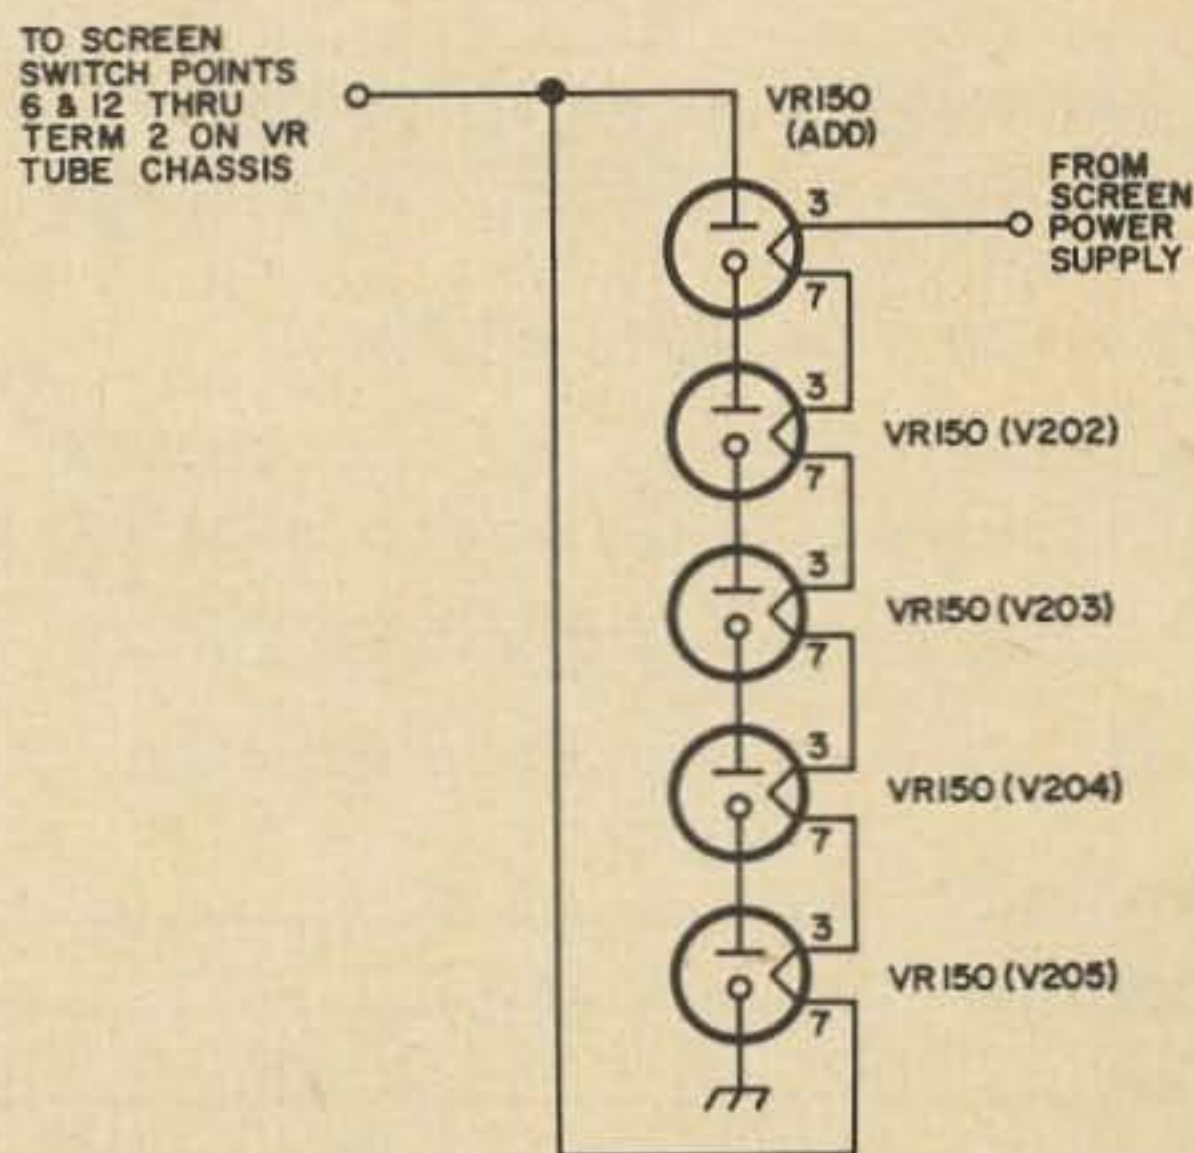 TO SCREEN
SWITCH POINTS
6 & 12 THRU
TERM 2 ON VR
TUBE CHASSIS
VR150
(ADD)
FROM
SCREEN
POWER
SUPPLY
3
7
3
VR150 (V202)
7
3
VR150 (V203)
7
3
VR150 (V204)
7
3
VR150 (V205)
7